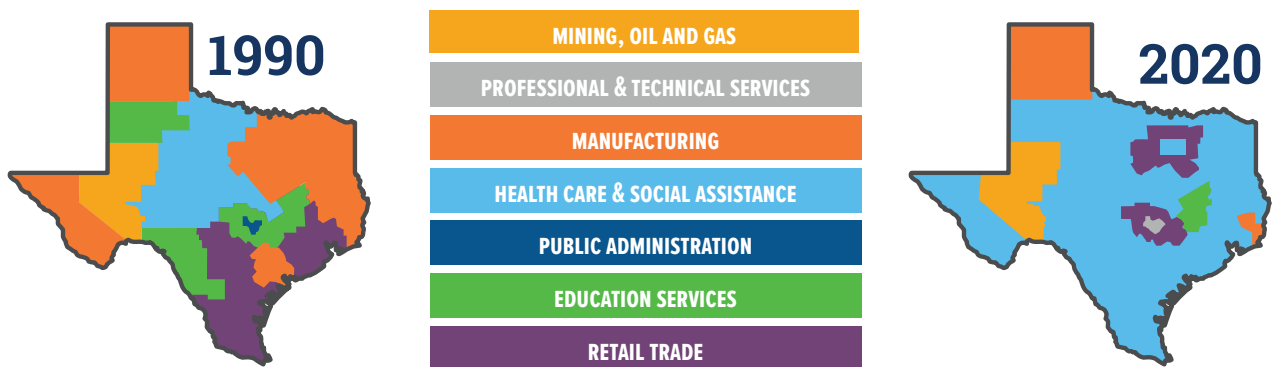 1990
MINING, OIL AND GAS
PROFESSIONAL & TECHNICAL SERVICES
MANUFACTURING
HEALTH CARE & SOCIAL ASSISTANCE
PUBLIC ADMINISTRATION
EDUCATION SERVICES
RETAIL TRADE
2020